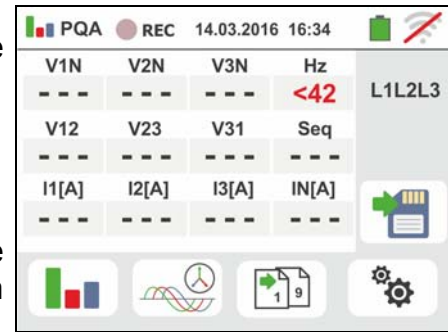 PQA REC 14.03.2016 16:34
V1N V2N V3N Hz
- - - - - - - - - <42
L1L2L3
V12 V23 V31 Seq
- - - - - - - - - - - -
I1[A] I2[A] I3[A] IN[A]
- - - - - - - - - - - -
1 9
e
e